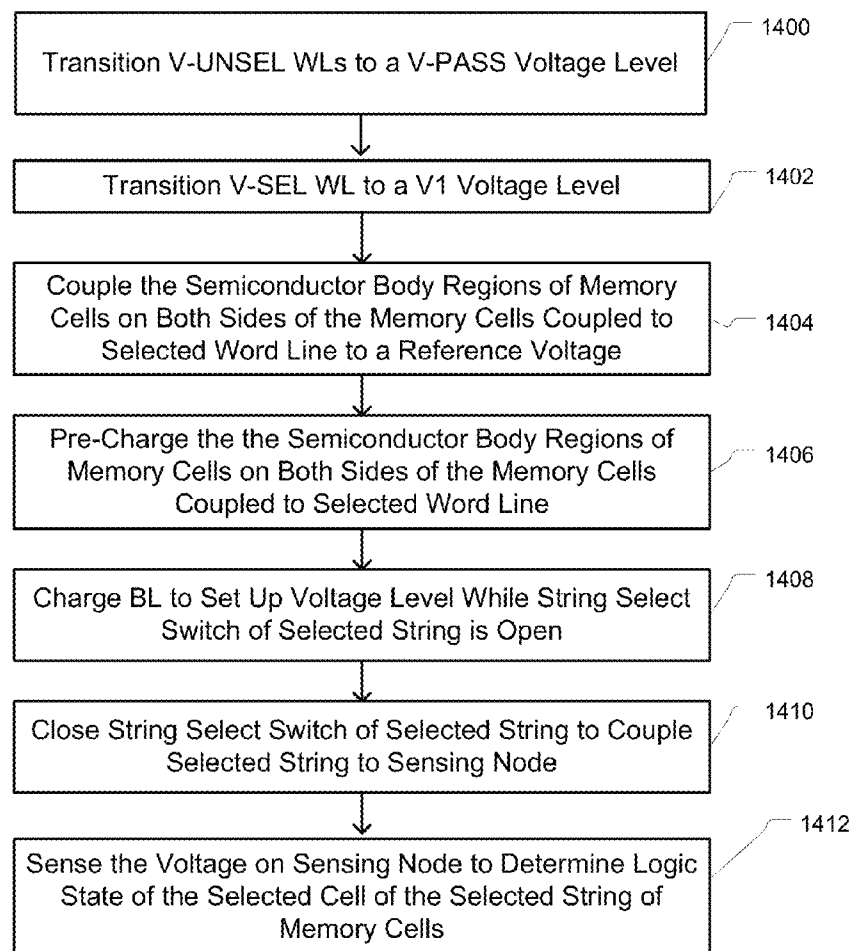 1400
Transition V-UNSEL WLs to a V-PASS Voltage Level
Transition V-SEL WL to a V1 Voltage Level
1402
Couple the Semiconductor Body Regions of Memory
Cells on Both Sides of the Memory Cells Coupled to
Selected Word Line to a Reference Voltage
1404
Pre-Charge the the Semiconductor Body Regions of
Memory Cells on Both Sides of the Memory Cells
Coupled to Selected Word Line
1406
Charge BL to Set Up Voltage Level While String Select
Switch of Selected String is Open
1408
Close String Select Switch of Selected String to Couple
Selected String to Sensing Node
1410
Sense the Voltage on Sensing Node to Determine Logic
State of the Selected Cell of the Selected String of
Memory Cells
1412